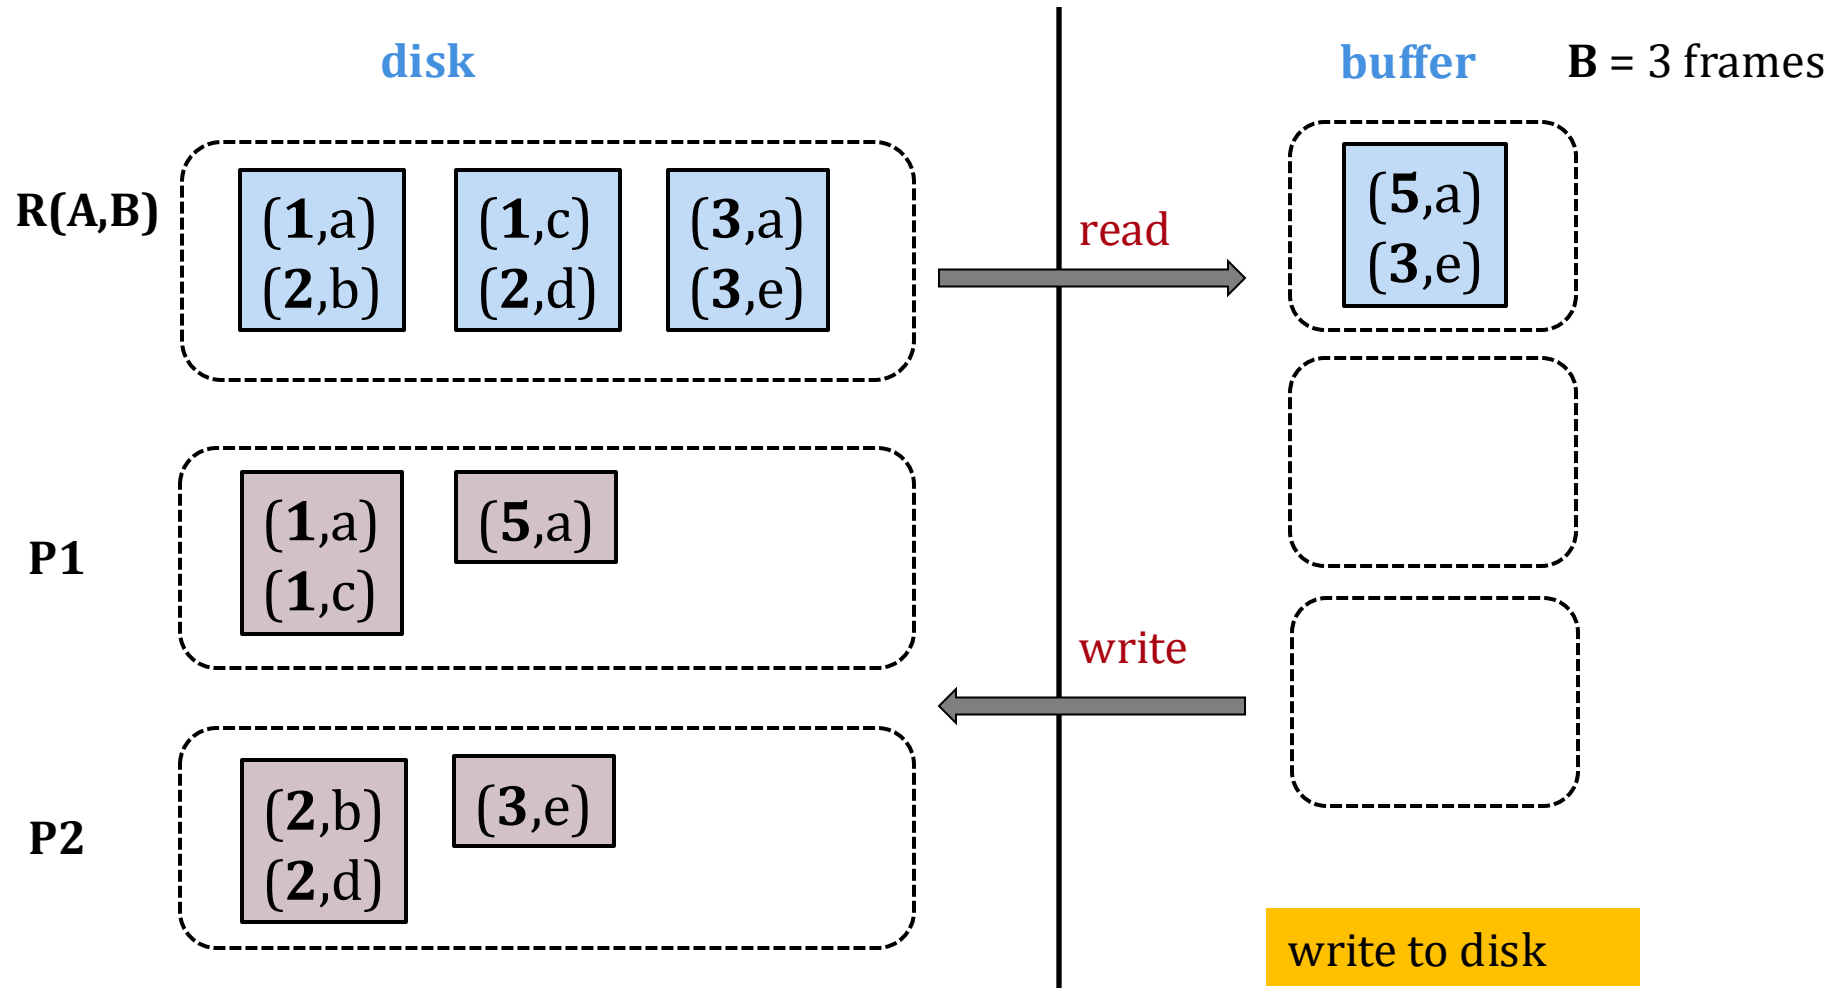 disk
buffer
B = 3 frames
R(A,B)
(1,a)
(2,b)
(1,c)
(2,d)
(3,a)
(3,e)
read
(5,a)
(3,e)
P1
(1,a)
(1,c)
(5,a)
write
P2
(2,b)
(2,d)
(3,e)
write to disk